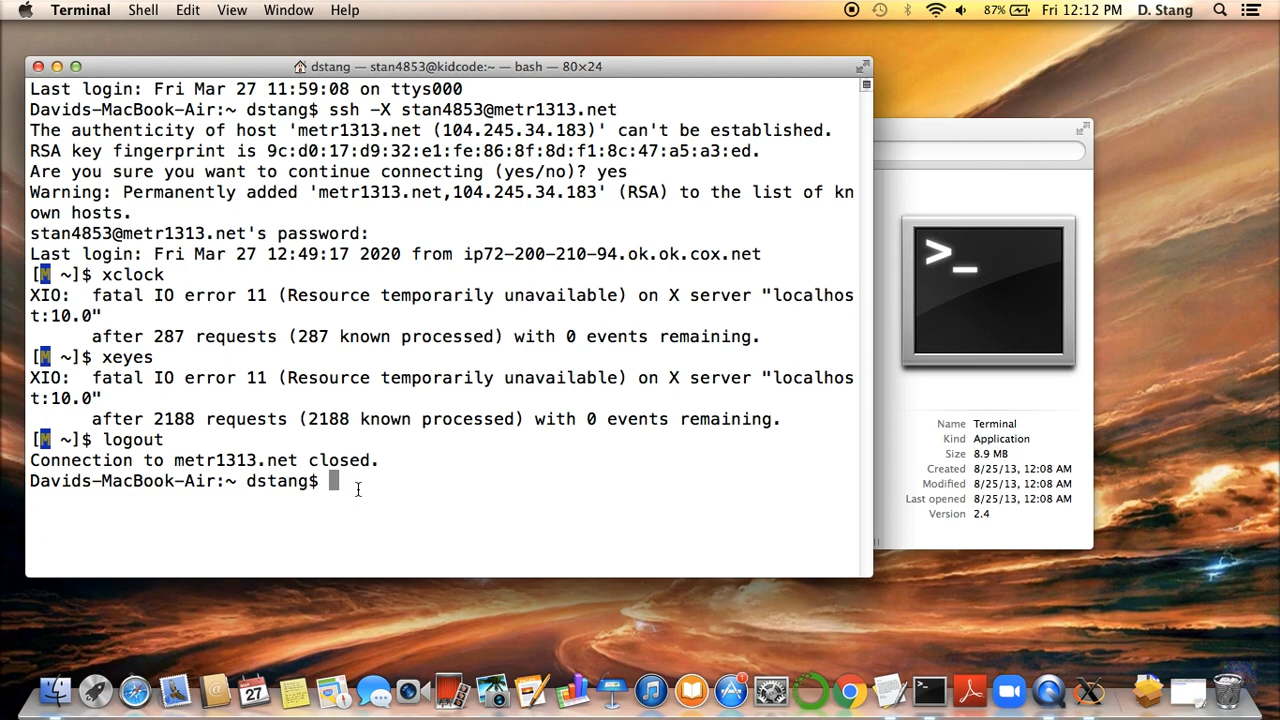 Terminal Shell Edit View Window Help 87% Fri 12:12 PM D. Stang
dstang — stan4853@kidcode:~ — bash — 80×24
Last login: Fri Mar 27 11:59:08 on ttys000
Davids-MacBook-Air:~ dstang$ ssh -X stan4853@metr1313.net
The authenticity of host 'metr1313.net (104.245.34.183)' can't be established.
RSA key fingerprint is 9c:d0:17:d9:32:e1:fe:86:8f:8d:f1:8c:47:a5:a3:ed.
Are you sure you want to continue connecting (yes/no)? yes
Warning: Permanently added 'metr1313.net,104.245.34.183' (RSA) to the list of kn
own hosts.
stan4853@metr1313.net's password:
Last login: Fri Mar 27 12:49:17 2020 from ip72-200-210-94.ok.ok.cox.net
[M ~]$ xclock
XIO:  fatal IO error 11 (Resource temporarily unavailable) on X server "localhos
t:10.0"
      after 287 requests (287 known processed) with 0 events remaining.
[M ~]$ xeyes
XIO:  fatal IO error 11 (Resource temporarily unavailable) on X server "localhos
t:10.0"
      after 2188 requests (2188 known processed) with 0 events remaining.
[M ~]$ logout
Connection to metr1313.net closed.
Davids-MacBook-Air:~ dstang$
>_
Name Terminal
Kind Application
Size 8.9 MB
Created 8/25/13, 12:08 AM
Modified 8/25/13, 12:08 AM
Last opened 8/25/13, 12:08 AM
Version 2.4
27